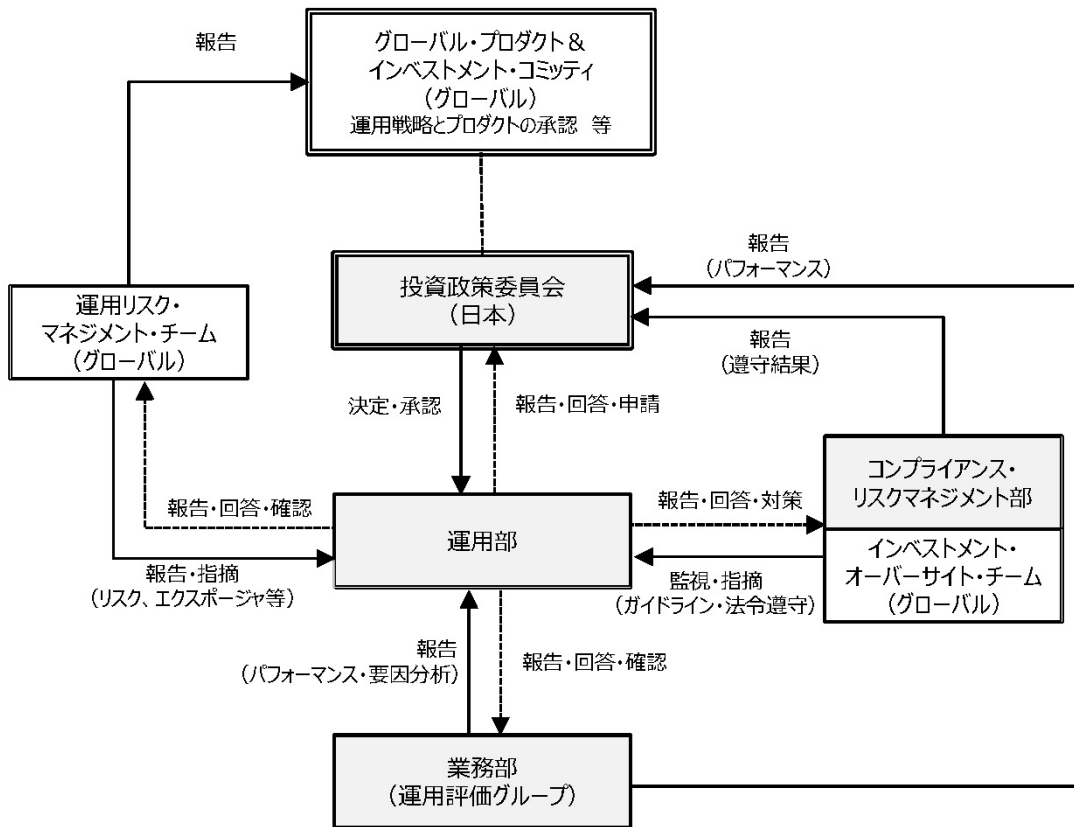 報告
グローバル・プロダクト＆
インベストメント・コミッティ
（グローバル）
運用戦略とプロダクトの承認 等
報告
（パフォーマンス）
投資政策委員会
（日本）
運用リスク・
マネジメント・チーム
（グローバル）
報告
（遵守結果）
決定・承認
報告・回答・申請
コンプライアンス・
リスクマネジメント部
報告・回答・確認
報告・回答・対策
運用部
インベストメント・
オーバーサイト・チーム
（グローバル）
報告・指摘
（リスク、エクスポージャ等）
監視・指摘
（ガイドライン・法令遵守）
報告
（パフォーマンス・要因分析）
報告・回答・確認
業務部
（運用評価グループ）